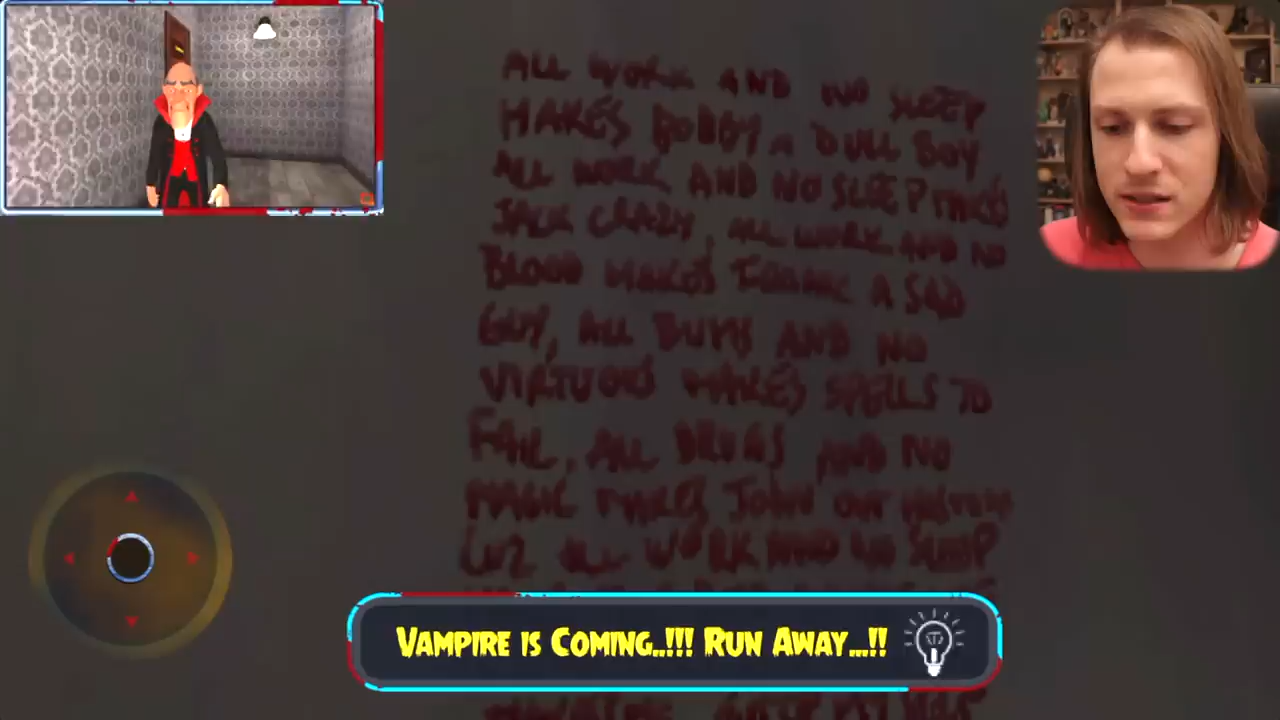 ALL WORK AND NO SLEEP
MAKES BOBBY A DULL BOY
ALL WORK AND NO SLEEP MAKES
JACK CRAZY, ALL WORK AND NO
BLOOD MAKES FRANK A SAD
GUY, ALL BUYS AND NO
VIRTUOUS MAKES SPELLS TO
FAIL, ALL DRUGS AND NO
MAGIC MAKES JOHN
ALL WORK AND NO SLEEP
VAMPIRE IS COMING..!!! RUN AWAY...!!